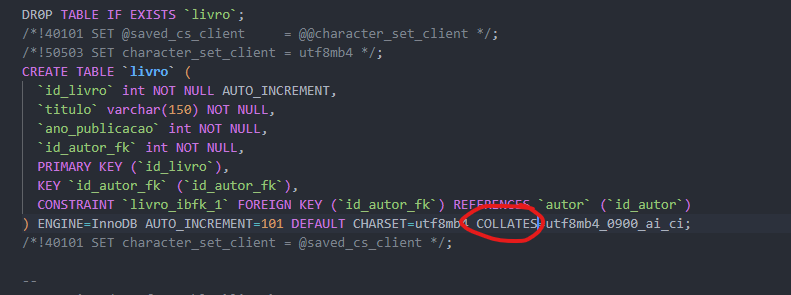 DR0P TABLE IF EXISTS `livro`;
/*!40101 SET @saved_cs_client     = @@character_set_client */;
/*!50503 SET character_set_client = utf8mb4 */;
CREATE TABLE `livro` (
  `id_livro` int NOT NULL AUTO_INCREMENT,
  `titulo` varchar(150) NOT NULL,
  `ano_publicacao` int NOT NULL,
  `id_autor_fk` int NOT NULL,
  PRIMARY KEY (`id_livro`),
  KEY `id_autor_fk` (`id_autor_fk`),
  CONSTRAINT `livro_ibfk_1` FOREIGN KEY (`id_autor_fk`) REFERENCES `autor` (`id_autor`)
) ENGINE=InnoDB AUTO_INCREMENT=101 DEFAULT CHARSET=utf8mb4 COLLATES=utf8mb4_0900_ai_ci;
/*!40101 SET character_set_client = @saved_cs_client */;
--